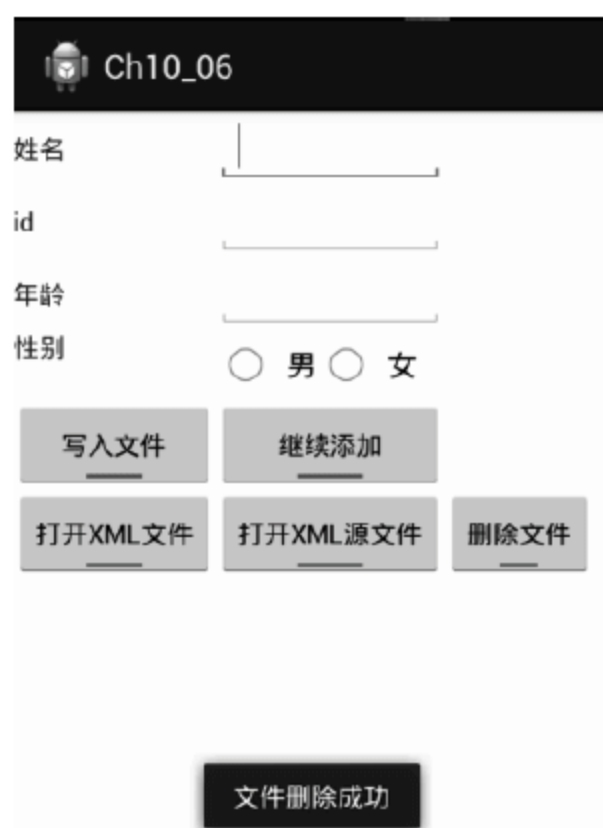 Ch10_06
姓名
id
年龄
性别 男 女
写入文件 继续添加
打开XML文件 打开XML源文件 删除文件
文件删除成功